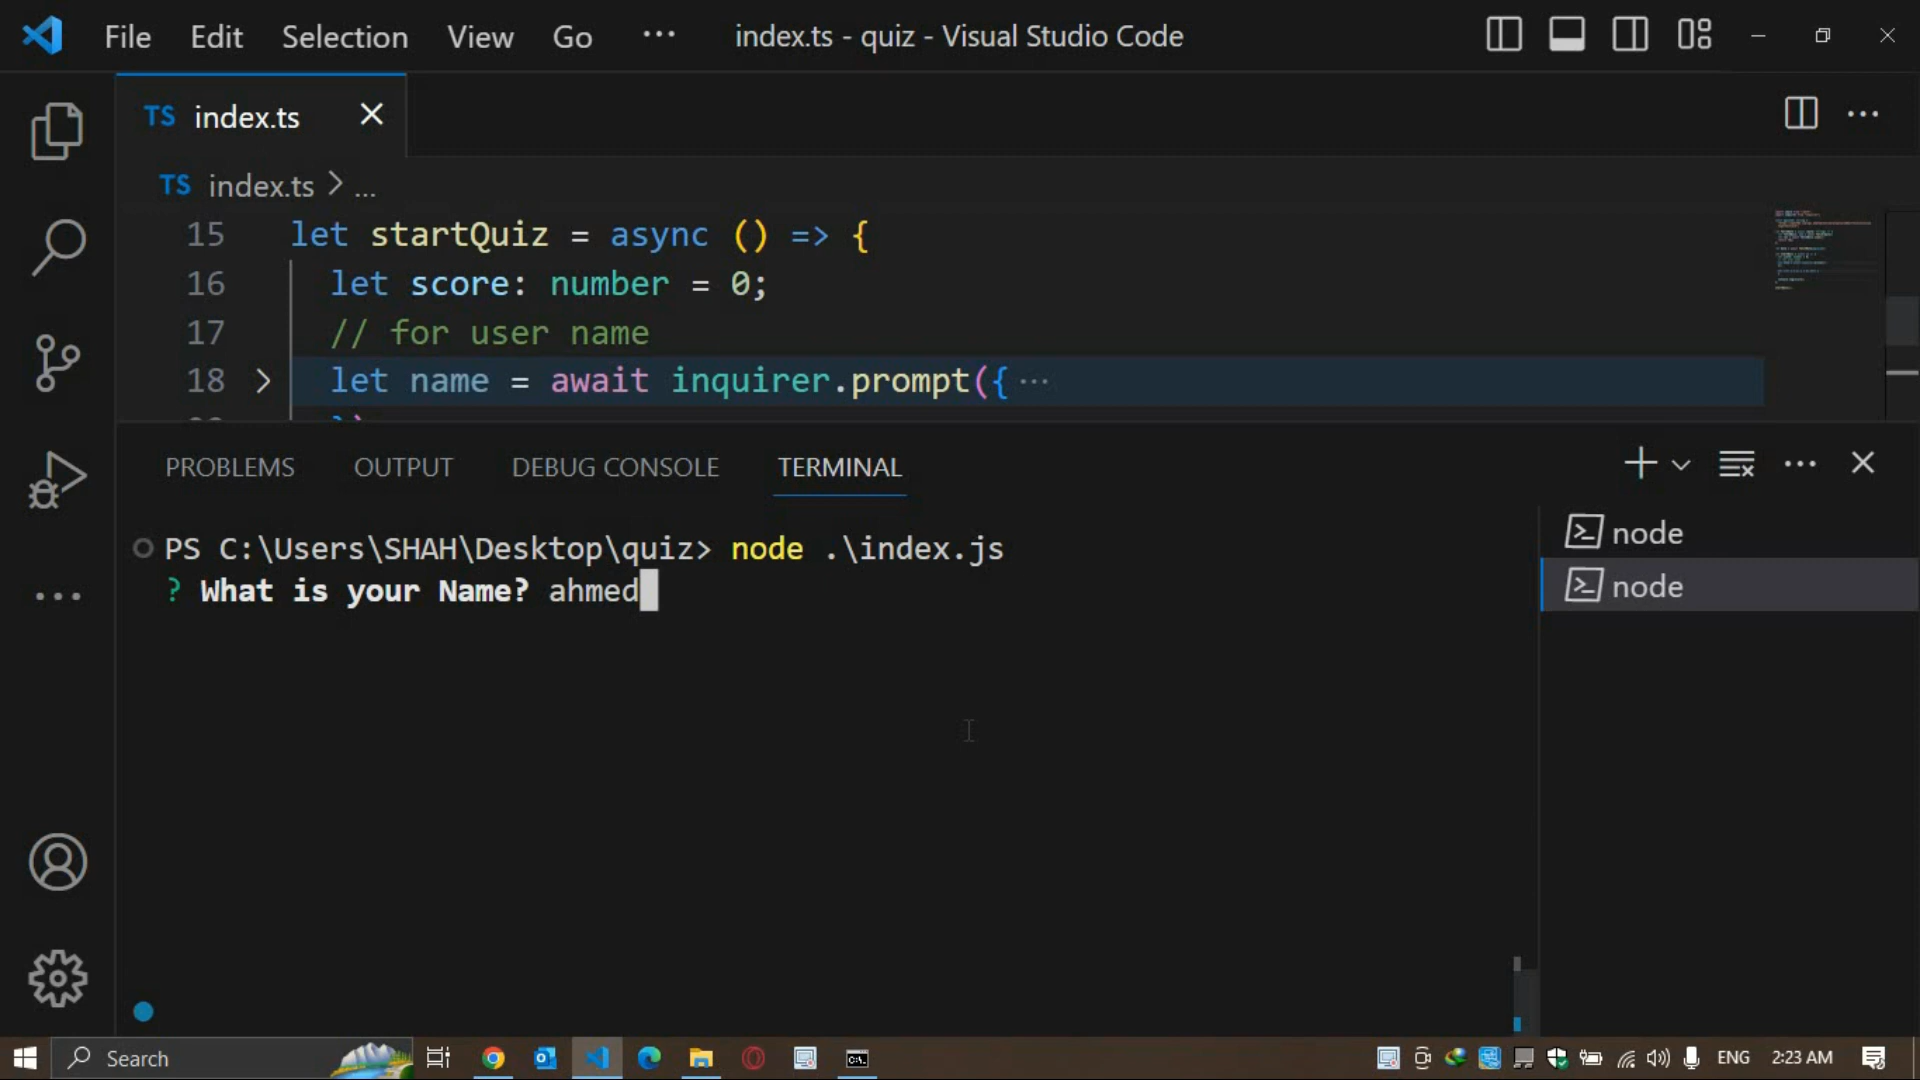 File Edit Selection View Go ··· index.ts - quiz - Visual Studio Code
TS index.ts
TS index.ts > ...
15 let startQuiz = async () => {
16 let score: number = 0;
17 // for user name
18 let name = await inquirer.prompt({ ···
PROBLEMS OUTPUT DEBUG CONSOLE TERMINAL
PS C:\Users\SHAH\Desktop\quiz> node .\index.js
? What is your Name? ahmed
node
node
Search
ENG 2:23 AM